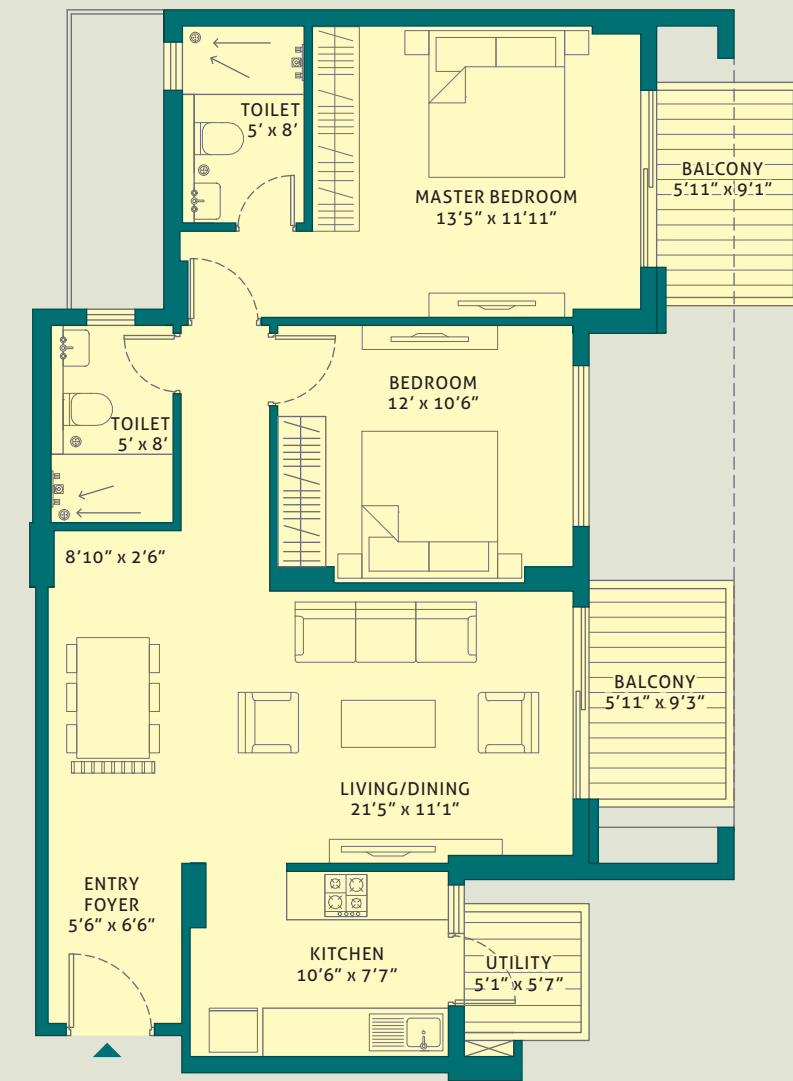 TOILET
5' x 8'
MASTER BEDROOM
13'5" x 11'11"
BALCONY
5'11" x 9'1"
BEDROOM
12' x 10'6"
TOILET
5' x 8'
8'10" x 2'6"
BALCONY
5'11" x 9'3"
LIVING/DINING
21'5" x 11'1"
ENTRY
FOYER
5'6" x 6'6"
KITCHEN
10'6" x 7'7"
UTILITY
5'1" x 5'7"